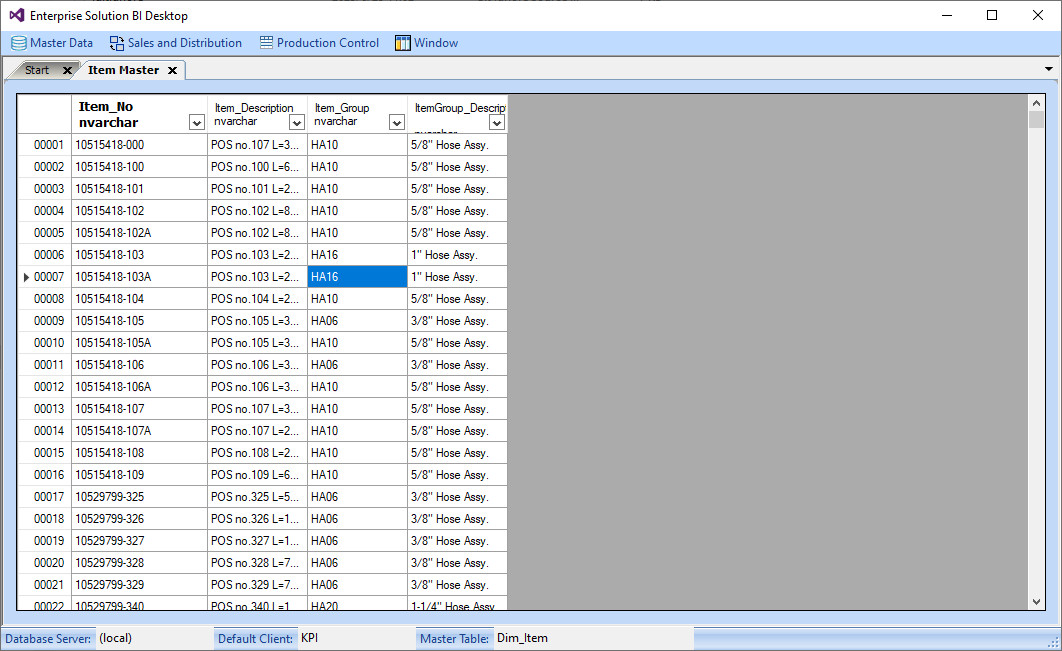 Enterprise Solution BI Desktop
Master Data Sales and Distribution Production Control Window
Start Item Master
Item_No Item_Description Item_Group ItemGroup_Descrip
nvarchar nvarchar nvarchar nvarchar
00001 10515418-000 POS no.107 L=3... HA10 5/8" Hose Assy.
00002 10515418-100 POS no.100 L=6... HA10 5/8" Hose Assy.
00003 10515418-101 POS no.101 L=2... HA10 5/8" Hose Assy.
00004 10515418-102 POS no.102 L=8... HA10 5/8" Hose Assy.
00005 10515418-102A POS no.102 L=8... HA10 5/8" Hose Assy.
00006 10515418-103 POS no.103 L=2... HA16 1" Hose Assy.
00007 10515418-103A POS no.103 L=2... HA16 1" Hose Assy.
00008 10515418-104 POS no.104 L=2... HA10 5/8" Hose Assy.
00009 10515418-105 POS no.105 L=3... HA06 3/8" Hose Assy.
00010 10515418-105A POS no.105 L=3... HA10 5/8" Hose Assy.
00011 10515418-106 POS no.106 L=3... HA06 3/8" Hose Assy.
00012 10515418-106A POS no.106 L=3... HA10 5/8" Hose Assy.
00013 10515418-107 POS no.107 L=3... HA10 5/8" Hose Assy.
00014 10515418-107A POS no.107 L=2... HA10 5/8" Hose Assy.
00015 10515418-108 POS no.108 L=2... HA10 5/8" Hose Assy.
00016 10515418-109 POS no.109 L=6... HA10 5/8" Hose Assy.
00017 10529799-325 POS no.325 L=5... HA06 3/8" Hose Assy.
00018 10529799-326 POS no.326 L=1... HA06 3/8" Hose Assy.
00019 10529799-327 POS no.327 L=1... HA06 3/8" Hose Assy.
00020 10529799-328 POS no.328 L=7... HA06 3/8" Hose Assy.
00021 10529799-329 POS no.329 L=7... HA06 3/8" Hose Assy.
00022 10529799-340 POS no.340 L=1... HA20 1-1/4" Hose Assy.
Database Server: (local) Default Client: KPI Master Table: Dim_Item